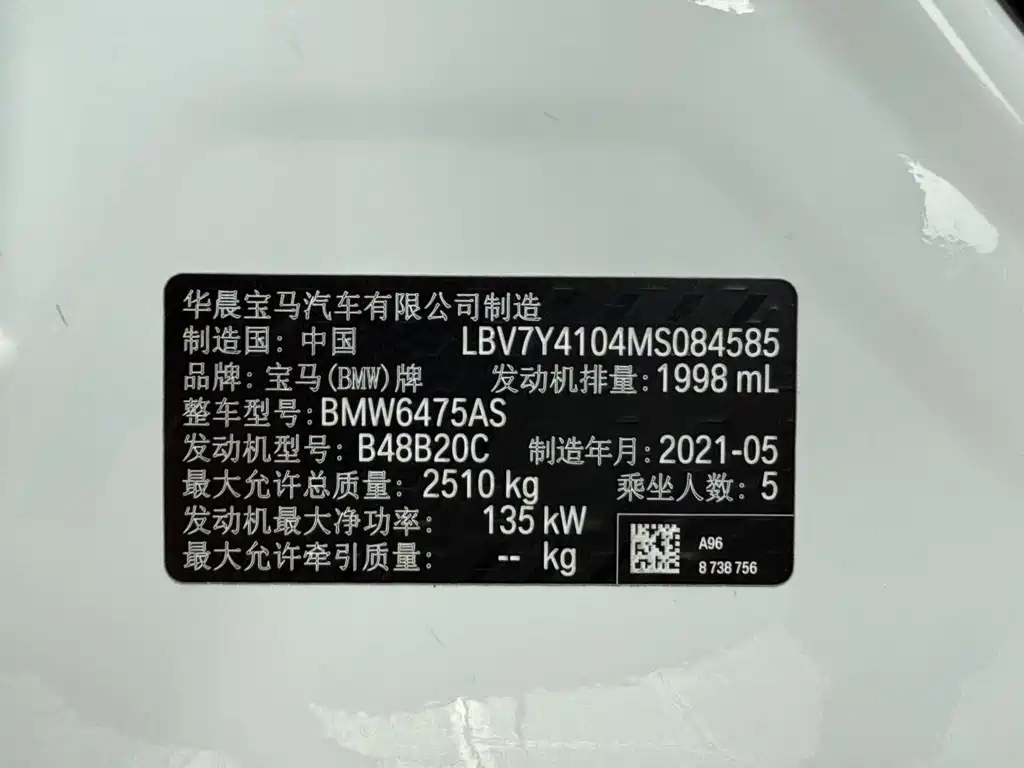 华晨宝马汽车有限公司制造
制造国：中国 LBV7Y4104MS084585
品牌：宝马(BMW)牌 发动机排量：1998 mL
整车型号：BMW6475AS
发动机型号：B48B20C 制造年月：2021-05
最大允许总质量：2510 kg 乘坐人数：5
发动机最大净功率： 135 kW
最大允许牵引质量： -- kg
A96
8 738 756